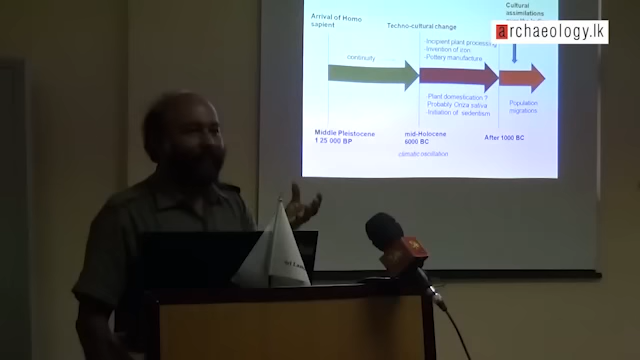 Cultural
assimilations
archaeology.lk
Arrival of Homo
sapient
Techno-cultural change
-Incipient plant processing
-Invention of iron
-Pottery manufacture
continuity
-Plant domestication ?
Probably Oriza sativa
-Initiation of sedentism
Population
migrations
Middle Pleistocene
1 25 000 BP
mid-Holocene
6000 BC
After 1000 BC
climatic oscillation